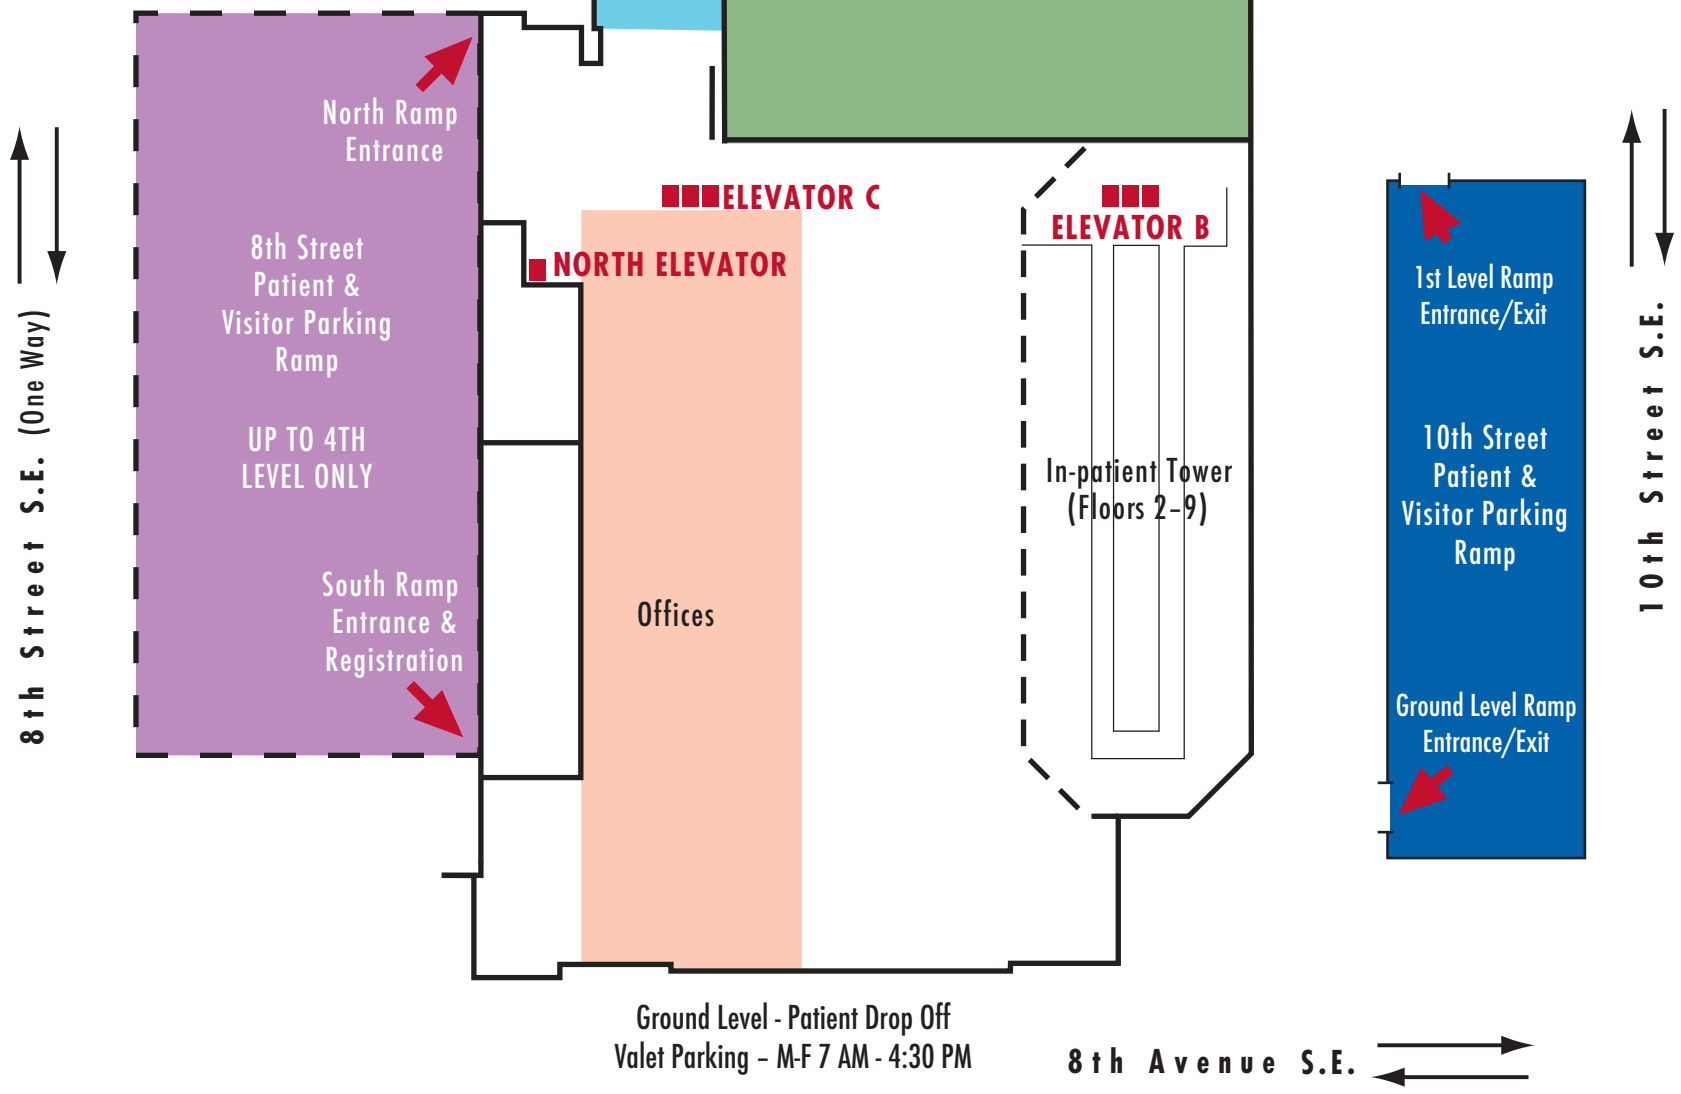 North Ramp
Entrance
ELEVATOR C
ELEVATOR B
NORTH ELEVATOR
8th Street
Patient &
Visitor Parking
Ramp
UP TO 4TH
LEVEL ONLY
South Ramp
Entrance &
Registration
8th Street S.E. (One Way)
Offices
In-patient Tower
(Floors 2–9)
1st Level Ramp
Entrance/Exit
10th Street
Patient &
Visitor Parking
Ramp
Ground Level Ramp
Entrance/Exit
10th Street S.E.
Ground Level - Patient Drop Off
Valet Parking – M-F 7 AM - 4:30 PM
8th Avenue S.E.